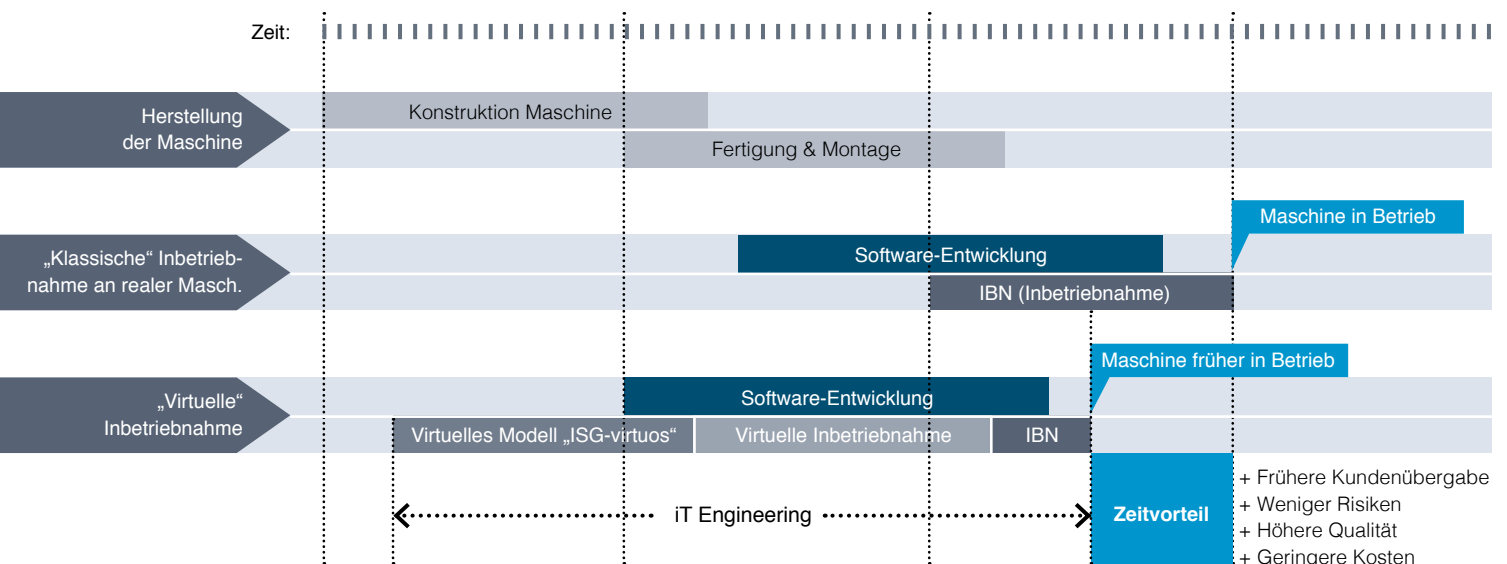 Zeit:
Herstellung
der Maschine
Konstruktion Maschine
Fertigung & Montage
„Klassische“ Inbetrieb-
nahme an realer Masch.
Software-Entwicklung
IBN (Inbetriebnahme)
Maschine in Betrieb
„Virtuelle“
Inbetriebnahme
Software-Entwicklung
Virtuelles Modell „ISG-virtuos“
Virtuelle Inbetriebnahme
IBN
Maschine früher in Betrieb
iT Engineering
Zeitvorteil
+ Frühere Kundenübergabe
+ Weniger Risiken
+ Höhere Qualität
+ Geringere Kosten